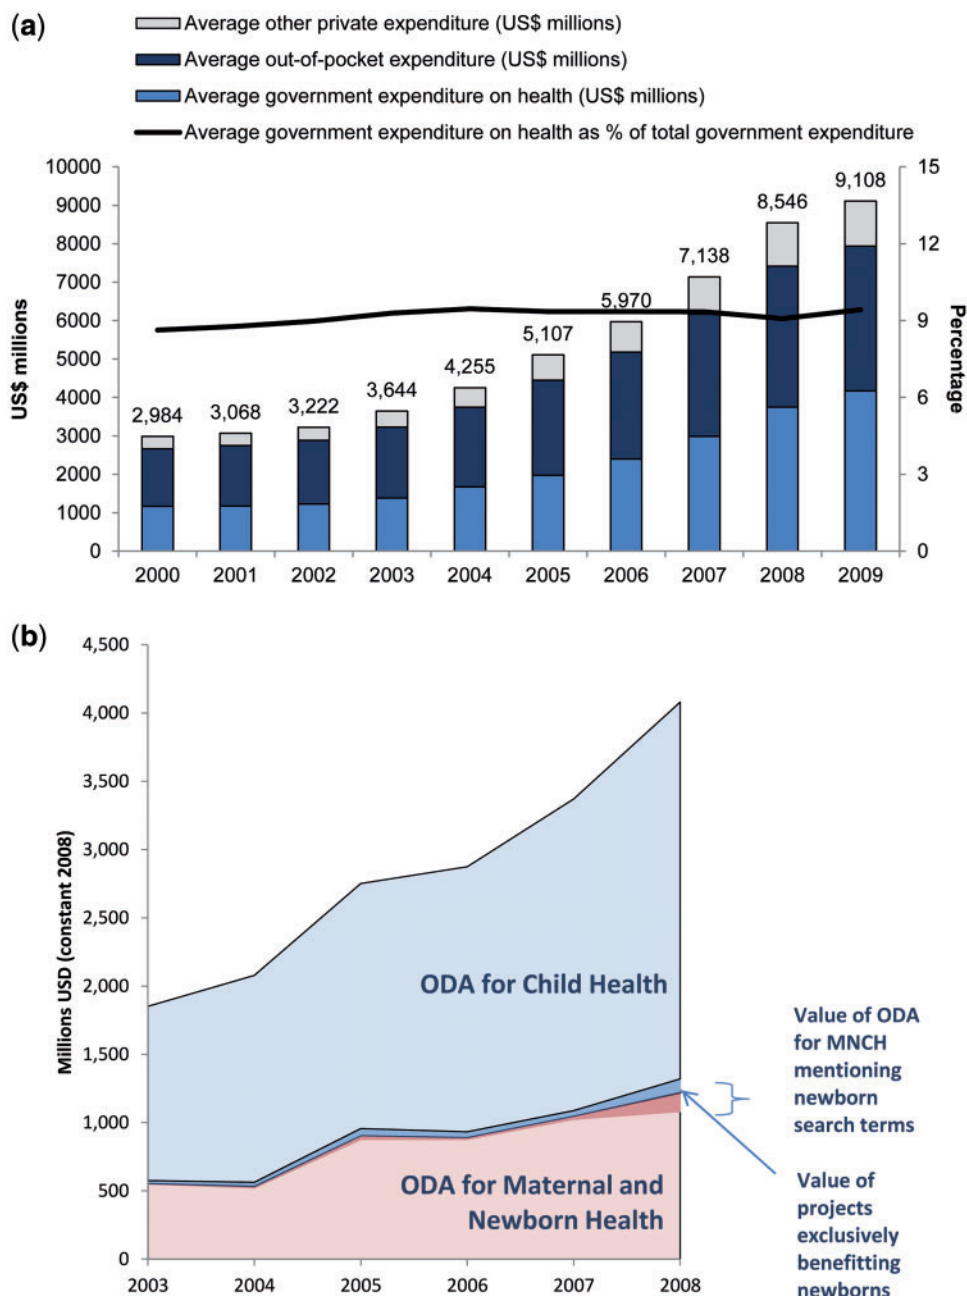 (a)
Average other private expenditure (US$ millions)
Average out-of-pocket expenditure (US$ millions)
Average government expenditure on health (US$ millions)
Average government expenditure on health as % of total government expenditure
US$ millions
10000
9000
8000
7000
6000
5000
4000
3000
2000
1000
0
2,984
3,068
3,222
3,644
4,255
5,107
5,970
7,138
8,546
9,108
15
12
9
6
3
0
Percentage
2000 2001 2002 2003 2004 2005 2006 2007 2008 2009
(b)
Millions USD (constant 2008)
4,500
4,000
3,500
3,000
2,500
2,000
1,500
1,000
500
0
ODA for Child Health
ODA for Maternal and
Newborn Health
Value of ODA
for MNCH
mentioning
newborn
search terms
Value of
projects
exclusively
benefitting
newborns
2003 2004 2005 2006 2007 2008